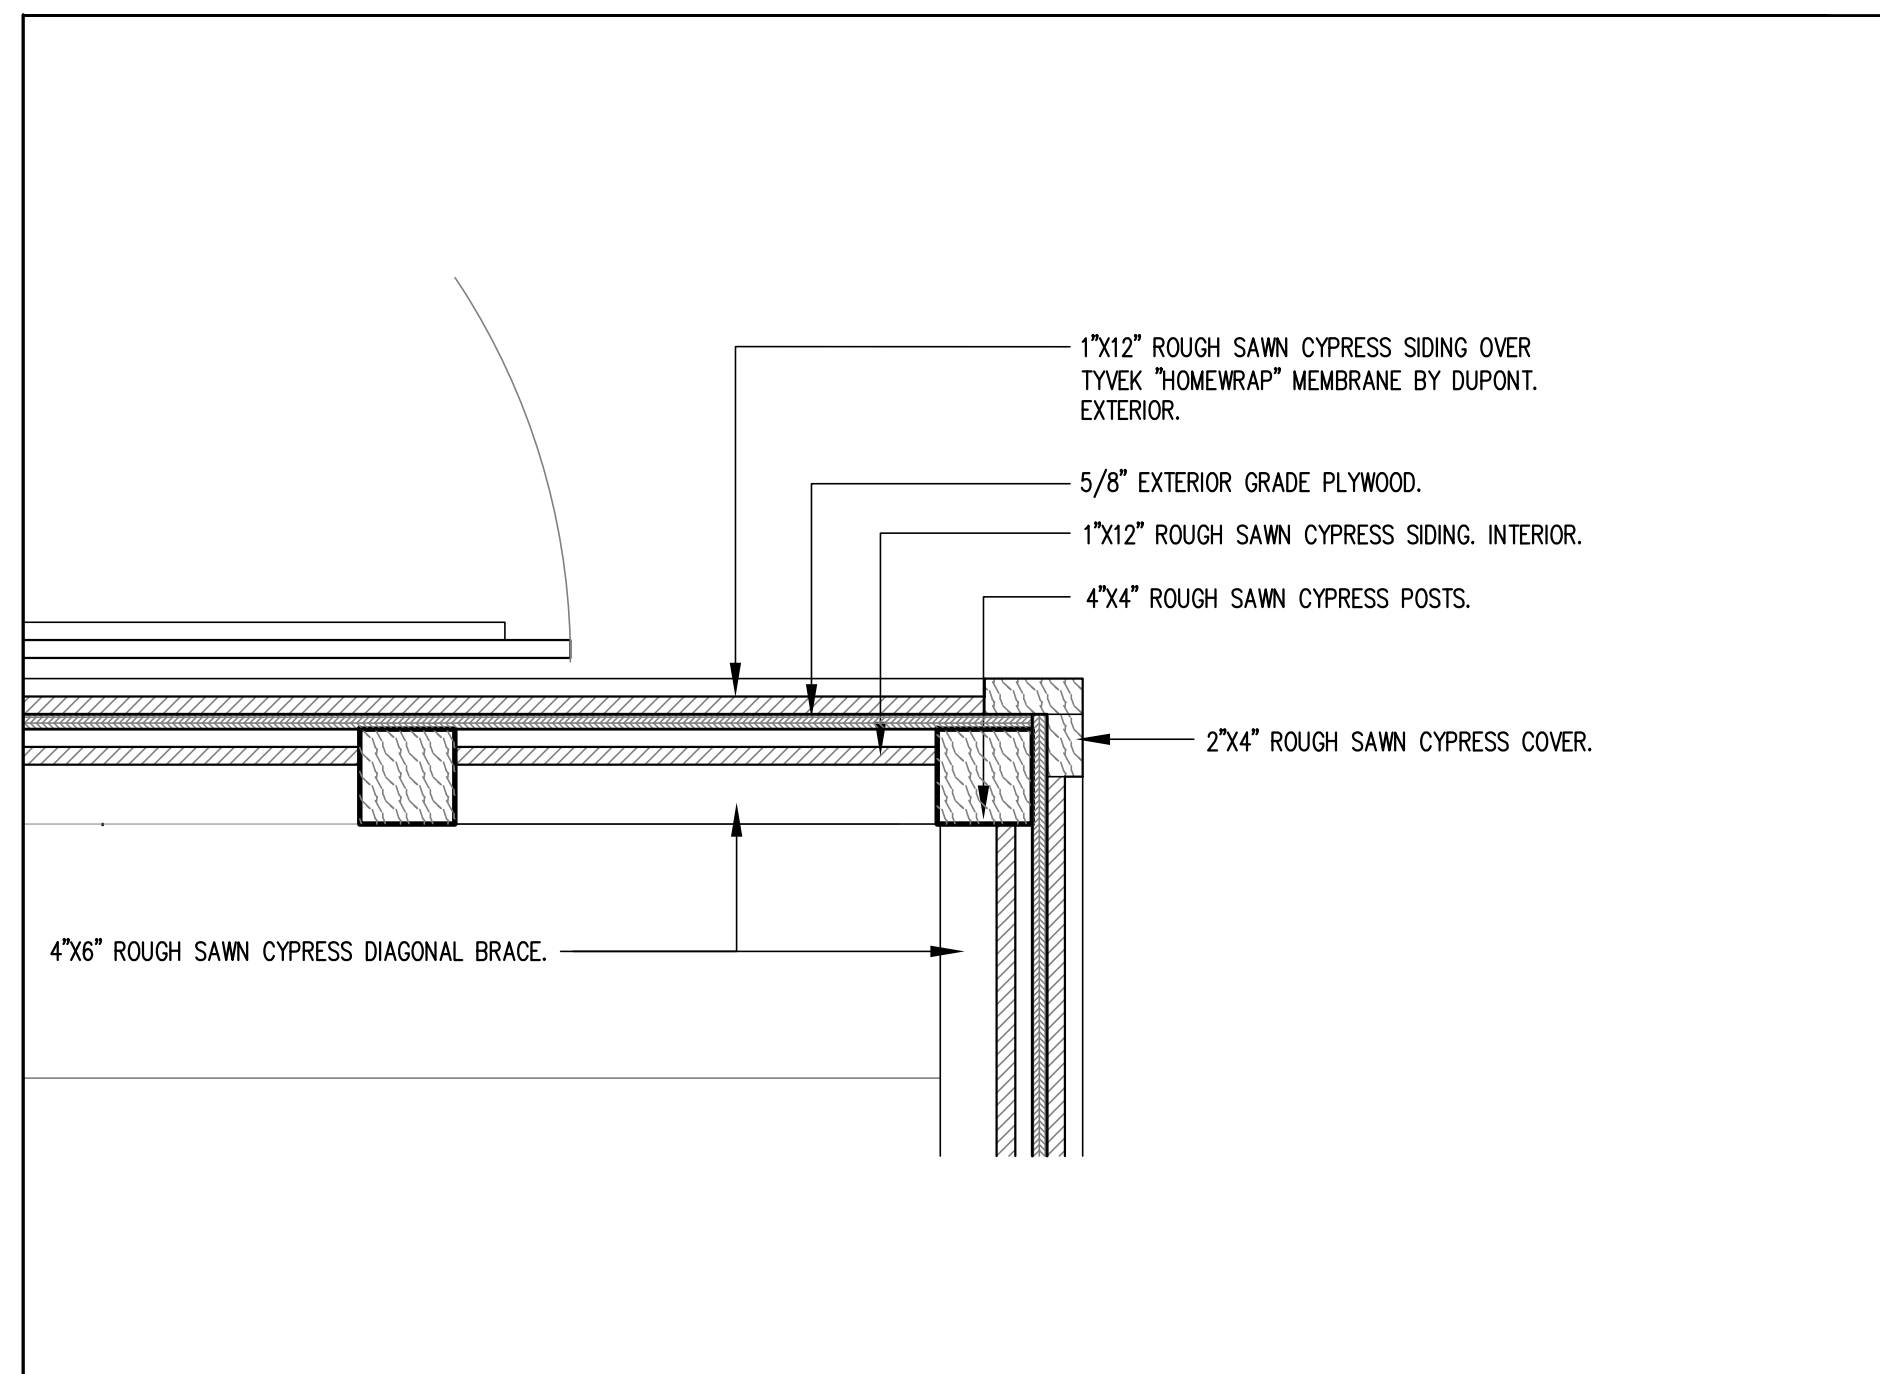 1"X12" ROUGH SAWN CYPRESS SIDING OVER
TYVEK "HOMEWRAP" MEMBRANE BY DUPONT.
EXTERIOR.
5/8" EXTERIOR GRADE PLYWOOD.
1"X12" ROUGH SAWN CYPRESS SIDING. INTERIOR.
4"X4" ROUGH SAWN CYPRESS POSTS.
2"X4" ROUGH SAWN CYPRESS COVER.
4"X6" ROUGH SAWN CYPRESS DIAGONAL BRACE.